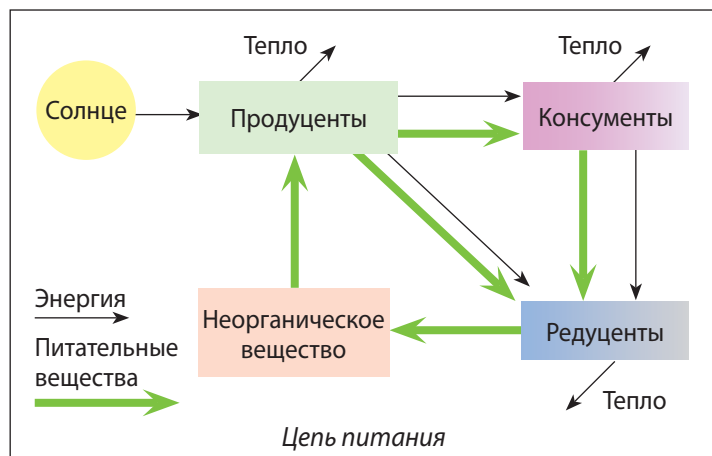 Тепло
Тепло
Солнце
Продуценты
Консументы
Энергия
Питательные
вещества
Неорганическое
вещество
Редуценты
Тепло
Цепь питания